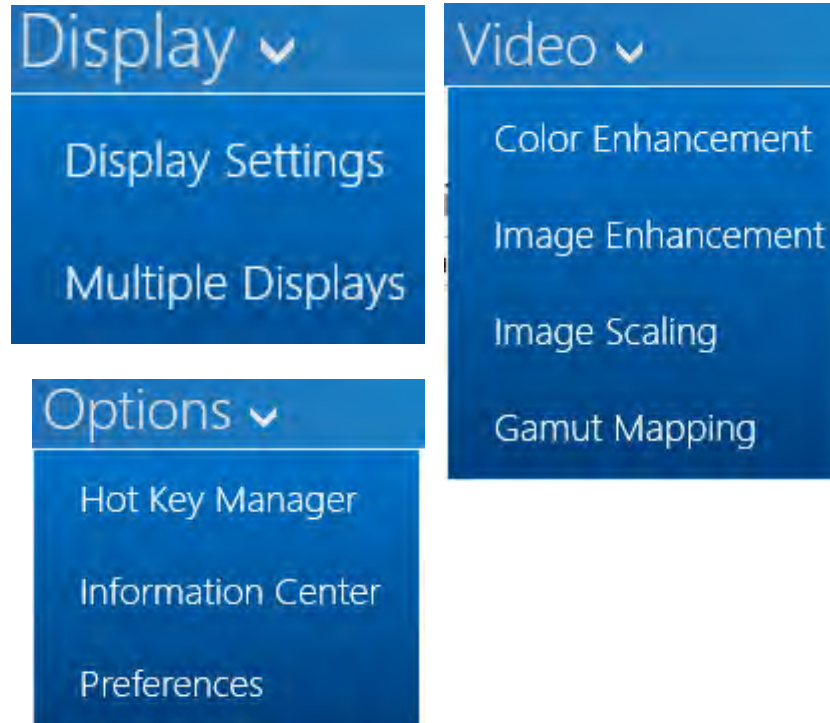 Display
Display Settings
Multiple Displays
Video
Color Enhancement
Image Enhancement
Image Scaling
Gamut Mapping
Options
Hot Key Manager
Information Center
Preferences